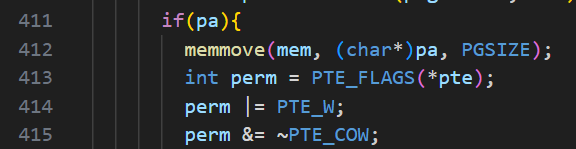 411 if(pa){
412 memmove(mem, (char*)pa, PGSIZE);
413 int perm = PTE_FLAGS(*pte);
414 perm |= PTE_W;
415 perm &= ~PTE_COW;